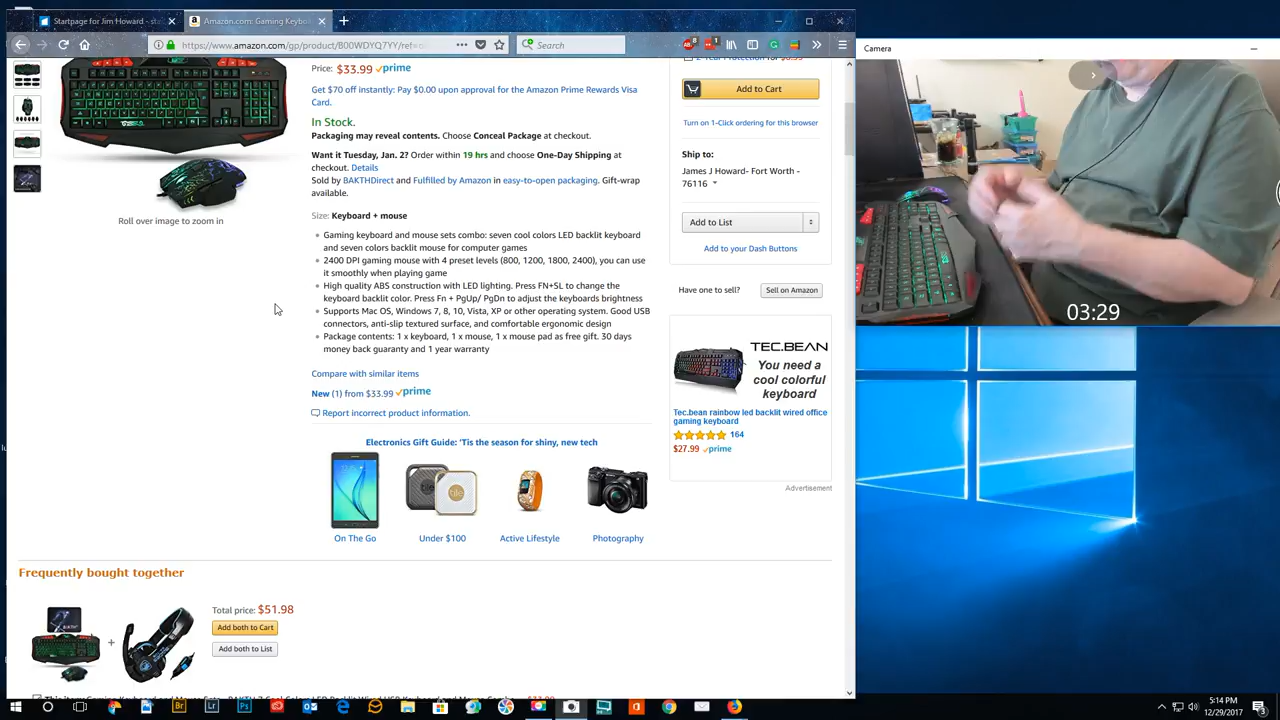 Startpage for Jim Howard - sta
Amazon.com: Gaming Keybo
https://www.amazon.com/gp/product/B00WDYQ7YY/ref=
Search
8
1
Price: $33.99 prime
Get $70 off instantly: Pay $0.00 upon approval for the Amazon Prime Rewards Visa
Card.
In Stock.
Packaging may reveal contents. Choose Conceal Package at checkout.
Want it Tuesday, Jan. 2? Order within 19 hrs and choose One-Day Shipping at
checkout. Details
Sold by BAKTHDirect and Fulfilled by Amazon in easy-to-open packaging. Gift-wrap
available.
Roll over image to zoom in
Size: Keyboard + mouse
Gaming keyboard and mouse sets combo: seven cool colors LED backlit keyboard
and seven colors backlit mouse for computer games
2400 DPI gaming mouse with 4 preset levels (800, 1200, 1800, 2400), you can use
it smoothly when playing game
High quality ABS construction with LED lighting. Press FN+SL to change the
keyboard backlit color. Press Fn + PgUp/ PgDn to adjust the keyboards brightness
Supports Mac OS, Windows 7, 8, 10, Vista, XP or other operating system. Good USB
connectors, anti-slip textured surface, and comfortable ergonomic design
Package contents: 1 x keyboard, 1 x mouse, 1 x mouse pad as free gift. 30 days
money back guaranty and 1 year warranty
Compare with similar items
New (1) from $33.99 prime
Report incorrect product information.
Electronics Gift Guide: 'Tis the season for shiny, new tech
tile
On The Go
Under $100
Active Lifestyle
Photography
Frequently bought together
Total price: $51.98
+
Add both to Cart
Add both to List
2-Year Protection for
Add to Cart
Turn on 1-Click ordering for this browser
Ship to:
James J Howard- Fort Worth -
76116
Add to List
Add to your Dash Buttons
Have one to sell?
Sell on Amazon
TEC.BEAN
You need a
cool colorful
keyboard
Tec.bean rainbow led backlit wired office
gaming keyboard
164
$27.99 prime
Advertisement
Camera
03:29
Br
Lr
Ps
5:14 PM
12/29/2017
3